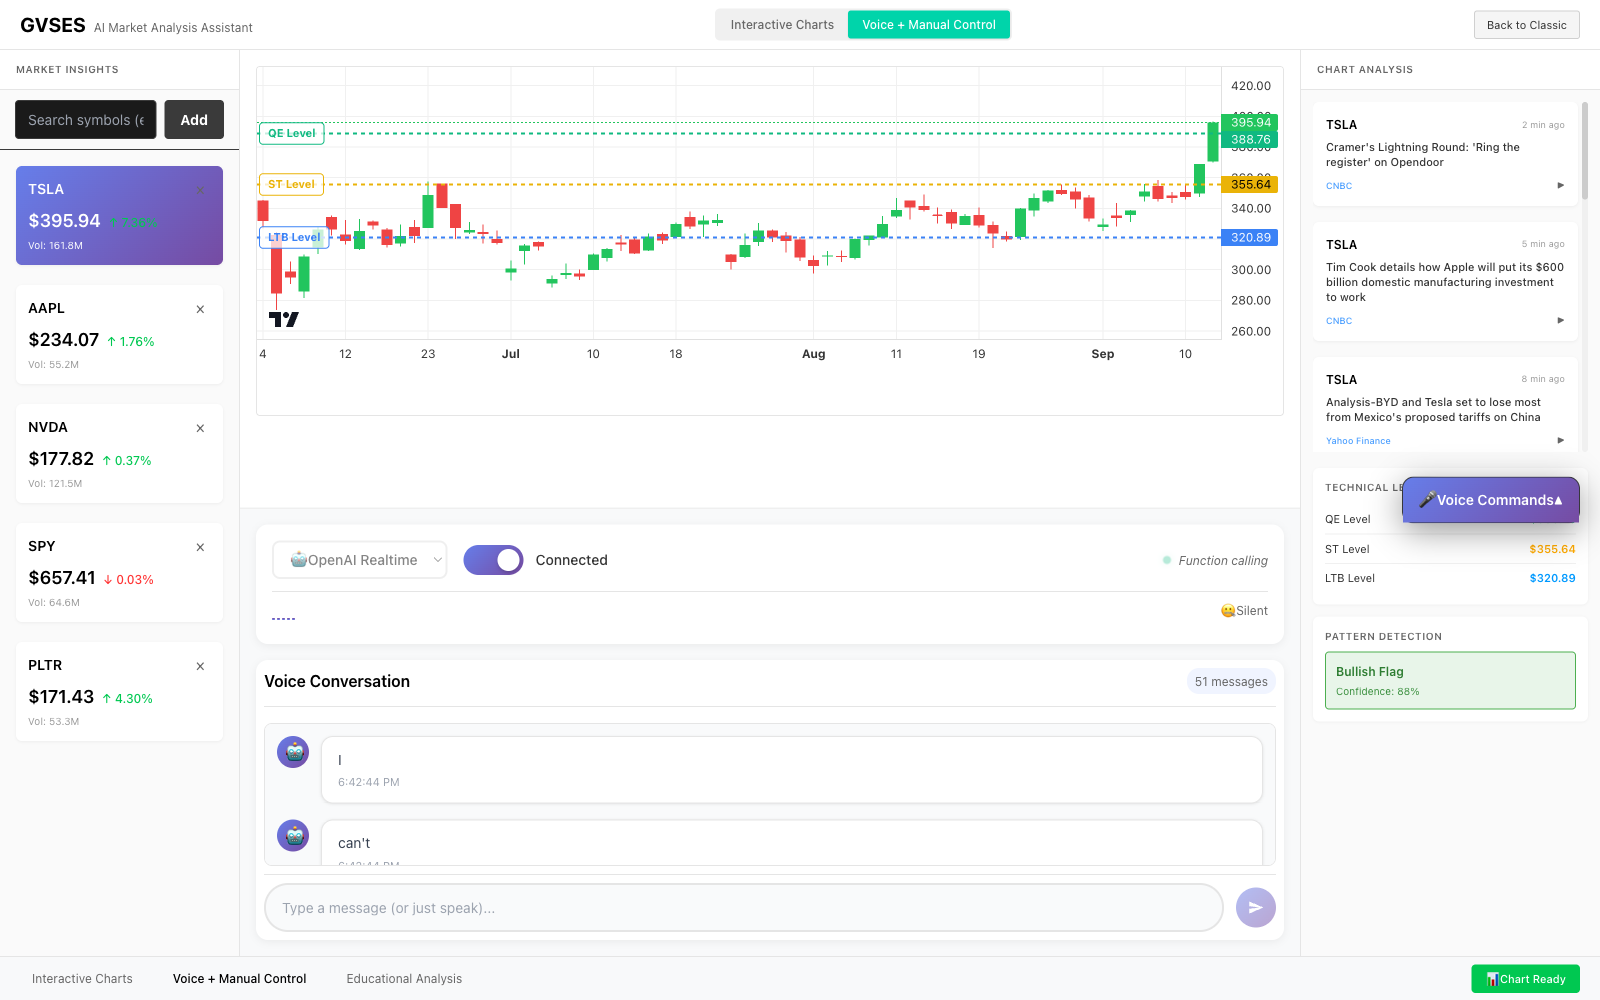 GVSES AI Market Analysis Assistant
Interactive Charts
Voice + Manual Control
Back to Classic
MARKET INSIGHTS
Search symbols (e
Add
TSLA
$395.94 ↑ 7.36%
Vol: 161.8M
AAPL
$234.07 ↑ 1.76%
Vol: 55.2M
NVDA
$177.82 ↑ 0.37%
Vol: 121.5M
SPY
$657.41 ↓ 0.03%
Vol: 64.6M
PLTR
$171.43 ↑ 4.30%
Vol: 53.3M
QE Level
ST Level
LTB Level
420.00
395.94
388.76
355.64
340.00
320.89
300.00
280.00
260.00
4 12 23 Jul 10 18 Aug 11 19 Sep 10
🤖OpenAI Realtime
Connected
Function calling
🤐Silent
Voice Conversation
51 messages
I
6:42:44 PM
can't
6:42:44 PM
Type a message (or just speak)...
CHART ANALYSIS
TSLA 2 min ago
Cramer's Lightning Round: 'Ring the
register' on Opendoor
CNBC
TSLA 5 min ago
Tim Cook details how Apple will put its $600
billion domestic manufacturing investment
to work
CNBC
TSLA 8 min ago
Analysis-BYD and Tesla set to lose most
from Mexico's proposed tariffs on China
Yahoo Finance
TECHNICAL
🎤Voice Commands▲
QE Level
ST Level $355.64
LTB Level $320.89
PATTERN DETECTION
Bullish Flag
Confidence: 88%
Interactive Charts
Voice + Manual Control
Educational Analysis
📊Chart Ready